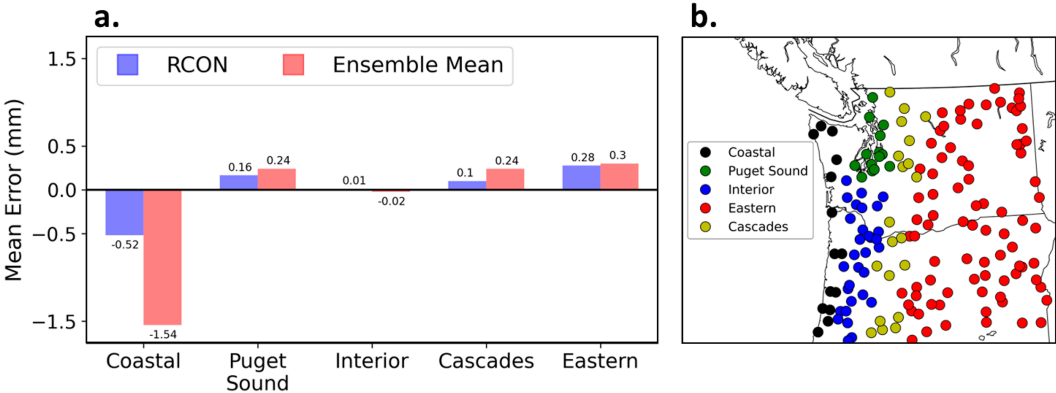 a.
RCON
Ensemble Mean
Mean Error (mm)
1.5
0.5
0.0
−0.5
−1.5
-0.52
-1.54
0.16
0.24
0.01
-0.02
0.1
0.24
0.28
0.3
Coastal
Puget
Sound
Interior
Cascades
Eastern
b.
Coastal
Puget Sound
Interior
Eastern
Cascades